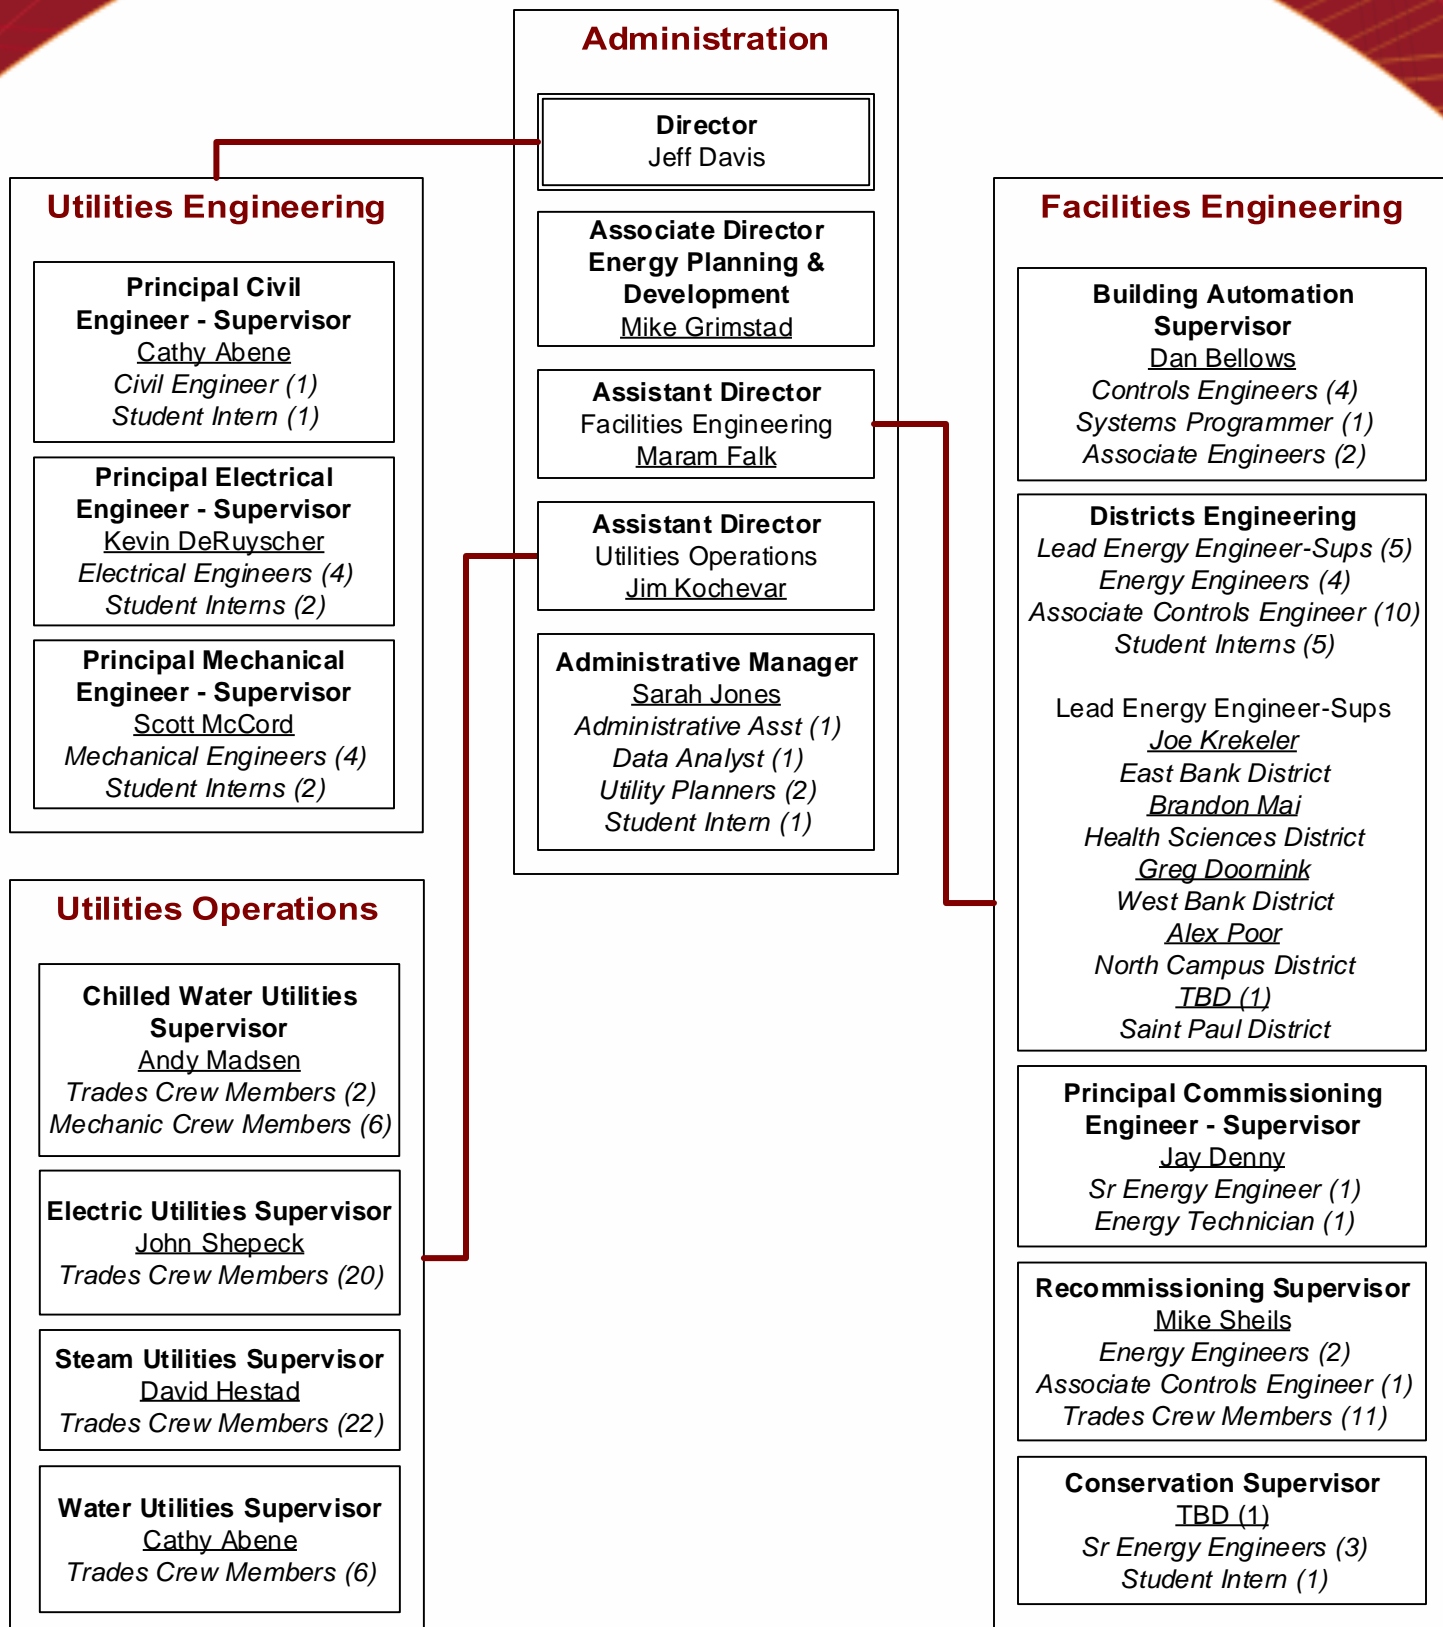 Administration
Director
Jeff Davis
Associate Director
Energy Planning &
Development
Mike Grimstad
Assistant Director
Facilities Engineering
Maram Falk
Assistant Director
Utilities Operations
Jim Kochevar
Administrative Manager
Sarah Jones
Administrative Asst (1)
Data Analyst (1)
Utility Planners (2)
Student Intern (1)
Utilities Engineering
Principal Civil
Engineer - Supervisor
Cathy Abene
Civil Engineer (1)
Student Intern (1)
Principal Electrical
Engineer - Supervisor
Kevin DeRuyscher
Electrical Engineers (4)
Student Interns (2)
Principal Mechanical
Engineer - Supervisor
Scott McCord
Mechanical Engineers (4)
Student Interns (2)
Utilities Operations
Chilled Water Utilities
Supervisor
Andy Madsen
Trades Crew Members (2)
Mechanic Crew Members (6)
Electric Utilities Supervisor
John Shepeck
Trades Crew Members (20)
Steam Utilities Supervisor
David Hestad
Trades Crew Members (22)
Water Utilities Supervisor
Cathy Abene
Trades Crew Members (6)
Facilities Engineering
Building Automation
Supervisor
Dan Bellows
Controls Engineers (4)
Systems Programmer (1)
Associate Engineers (2)
Districts Engineering
Lead Energy Engineer-Sups (5)
Energy Engineers (4)
Associate Controls Engineer (10)
Student Interns (5)
Lead Energy Engineer-Sups
Joe Krekeler
East Bank District
Brandon Mai
Health Sciences District
Greg Doornink
West Bank District
Alex Poor
North Campus District
TBD (1)
Saint Paul District
Principal Commissioning
Engineer - Supervisor
Jay Denny
Sr Energy Engineer (1)
Energy Technician (1)
Recommissioning Supervisor
Mike Sheils
Energy Engineers (2)
Associate Controls Engineer (1)
Trades Crew Members (11)
Conservation Supervisor
TBD (1)
Sr Energy Engineers (3)
Student Intern (1)